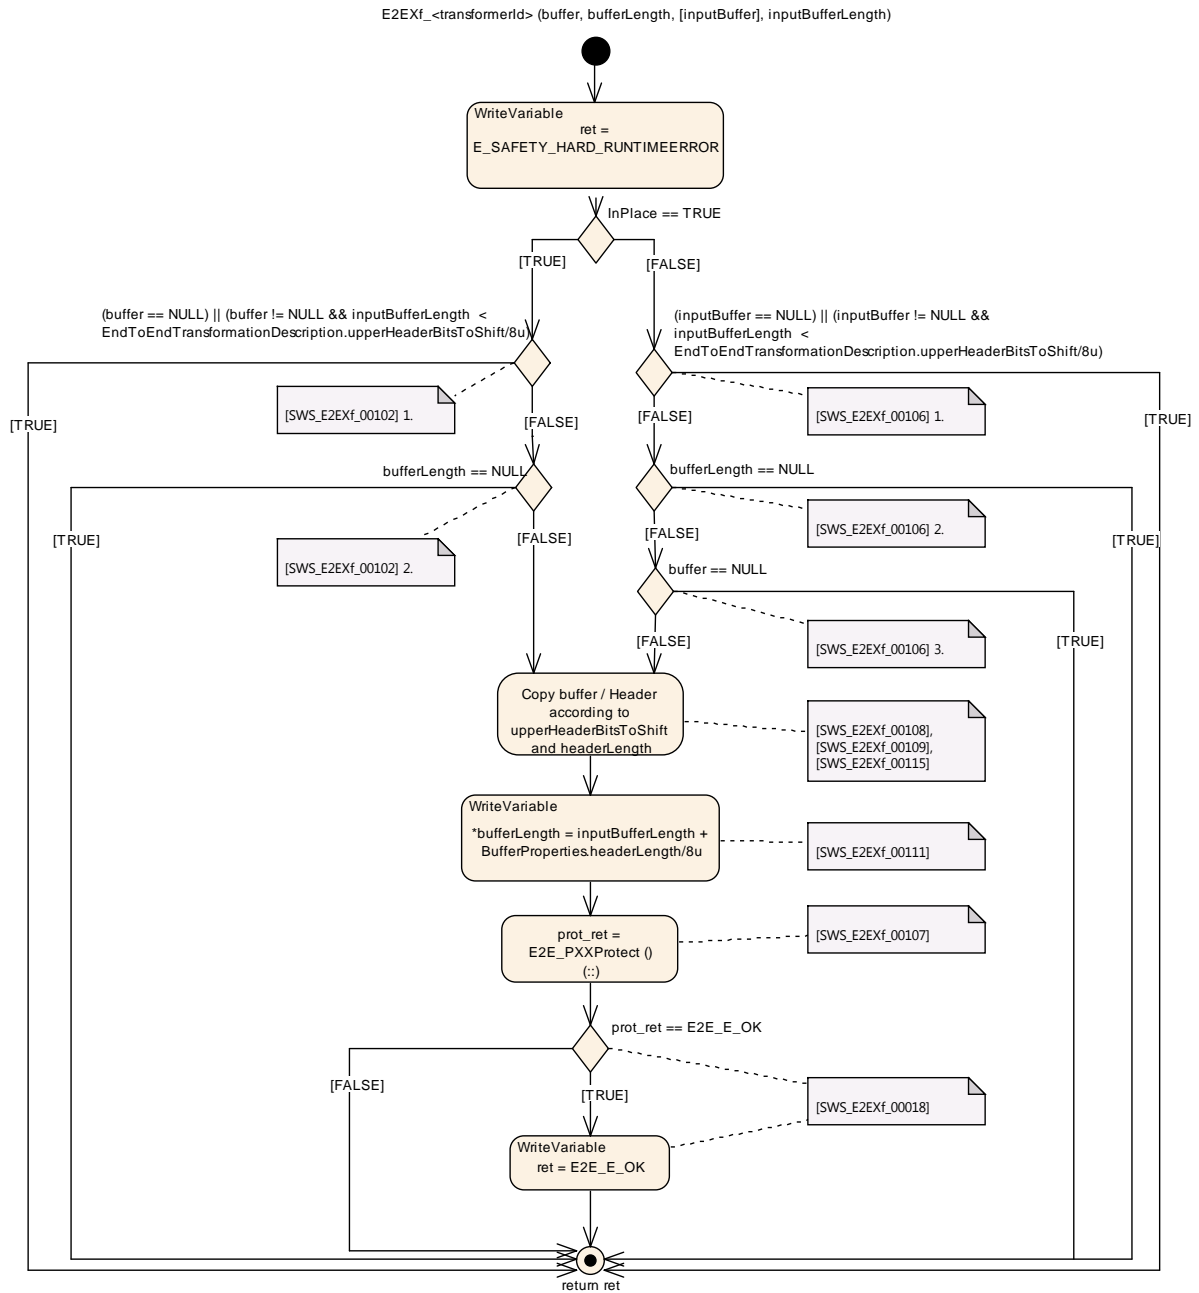 E2EXf_<transformerId> (buffer, bufferLength, [inputBuffer], inputBufferLength)
WriteVariable
ret =
E_SAFETY_HARD_RUNTIMEERROR
InPlace == TRUE
[TRUE]
[FALSE]
(buffer == NULL) || (buffer != NULL && inputBufferLength <
EndToEndTransformationDescription.upperHeaderBitsToShift/8u)
(inputBuffer == NULL) || (inputBuffer != NULL &&
inputBufferLength <
EndToEndTransformationDescription.upperHeaderBitsToShift/8u)
[SWS_E2EXf_00102] 1.
[SWS_E2EXf_00106] 1.
[TRUE]
[FALSE]
[FALSE]
[TRUE]
bufferLength == NULL
bufferLength == NULL
[SWS_E2EXf_00106] 2.
[TRUE]
[FALSE]
[FALSE]
[TRUE]
[SWS_E2EXf_00102] 2.
buffer == NULL
[SWS_E2EXf_00106] 3.
[FALSE]
[TRUE]
Copy buffer / Header
according to
upperHeaderBitsToShift
and headerLength
[SWS_E2EXf_00108],
[SWS_E2EXf_00109],
[SWS_E2EXf_00115]
WriteVariable
*bufferLength = inputBufferLength +
BufferProperties.headerLength/8u
[SWS_E2EXf_00111]
prot_ret =
E2E_PXXProtect ()
(::)
[SWS_E2EXf_00107]
prot_ret == E2E_E_OK
[FALSE]
[TRUE]
[SWS_E2EXf_00018]
WriteVariable
ret = E2E_E_OK
return ret